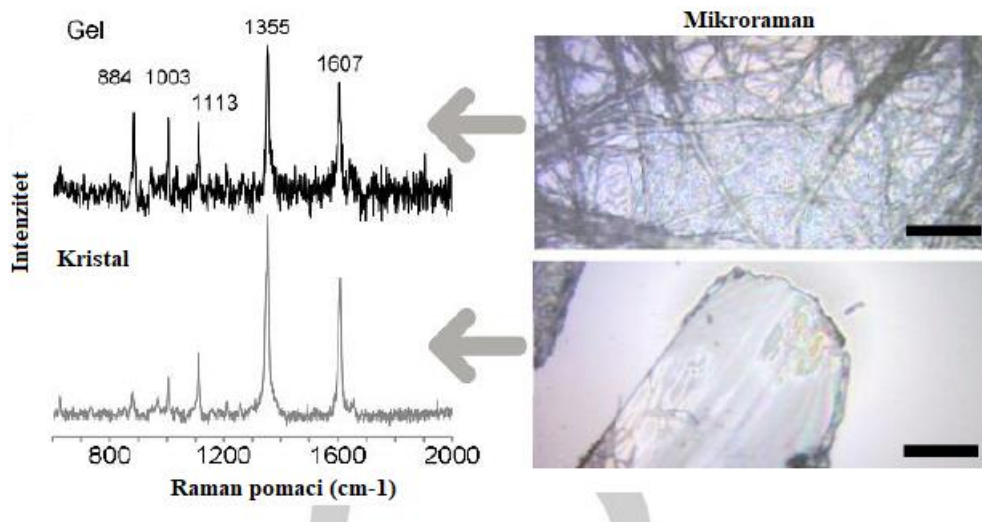 Mikroraman
Gel
884
1003
1113
1355
1607
Intenzitet
Kristal
800 1200 1600 2000
Raman pomaci (cm-1)